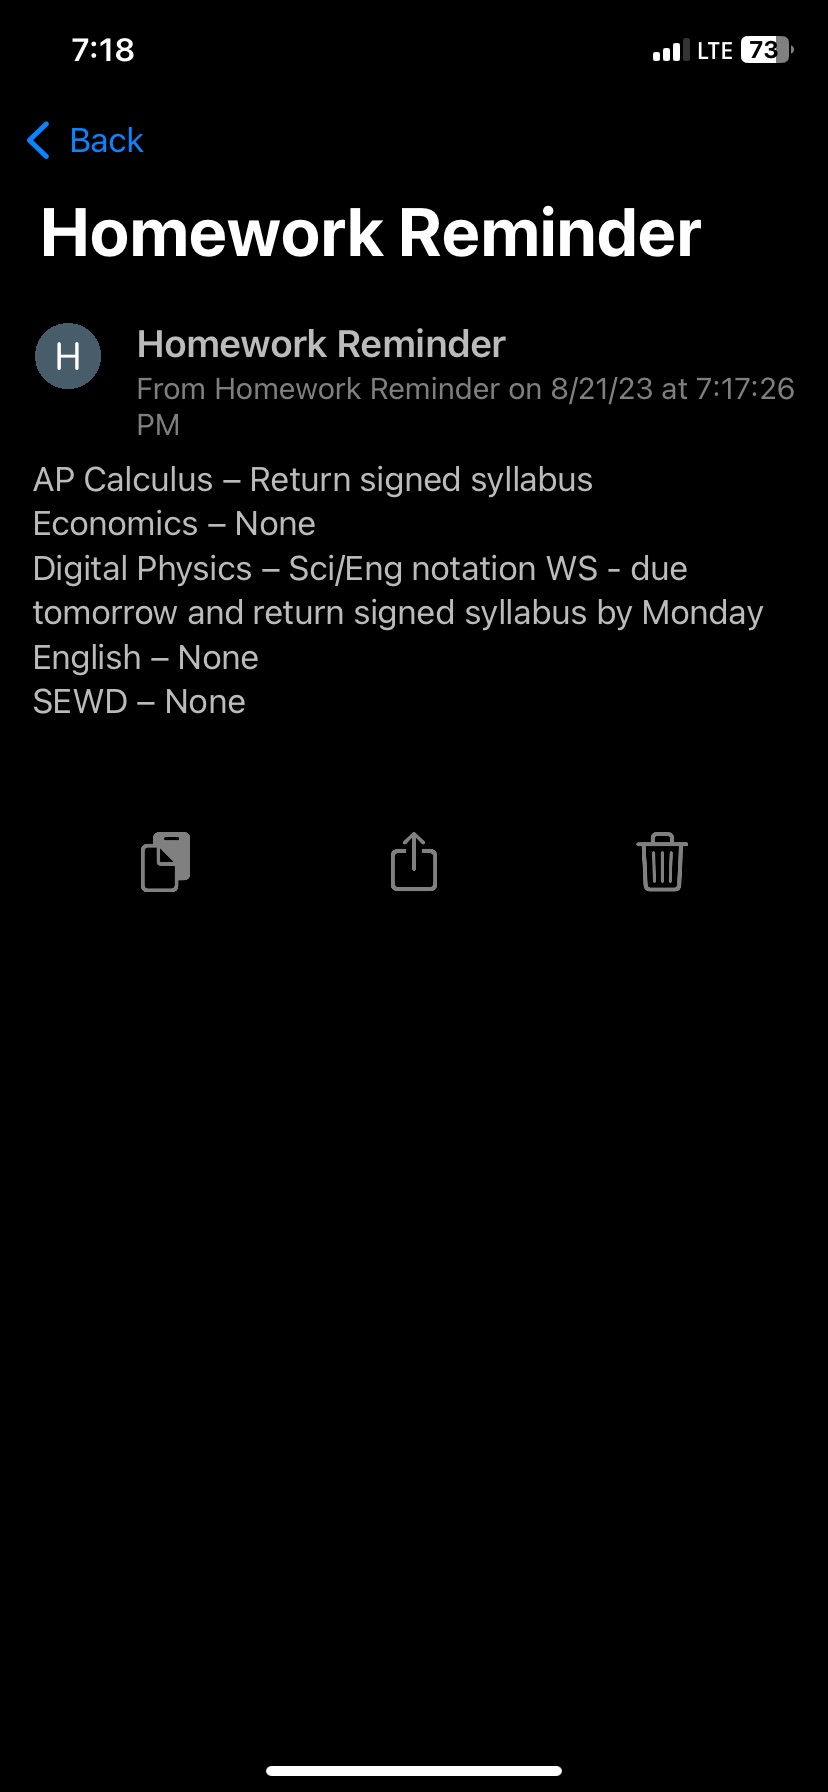 7:18
LTE 73
Back
Homework Reminder
H
Homework Reminder
From Homework Reminder on 8/21/23 at 7:17:26
PM
AP Calculus – Return signed syllabus
Economics – None
Digital Physics – Sci/Eng notation WS - due
tomorrow and return signed syllabus by Monday
English – None
SEWD – None